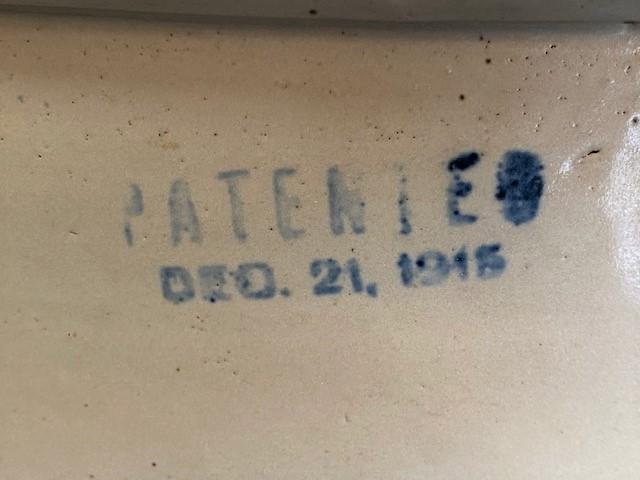 PATENTED
DEC. 21, 1915